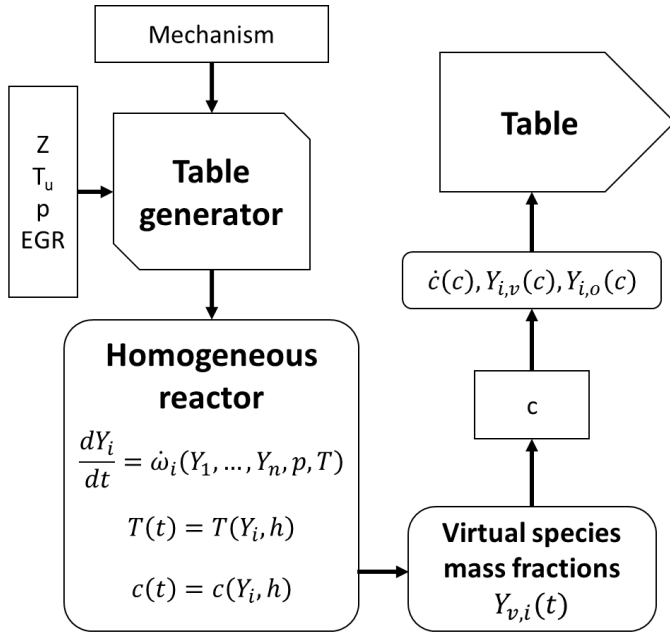 Mechanism
Z
Tᵤ
p
EGR
Table
generator
Homogeneous
reactor
dY_i/dt = ω̇_i(Y_1, …, Y_n, p, T)
T(t) = T(Y_i, h)
c(t) = c(Y_i, h)
Virtual species
mass fractions
Y_{v,i}(t)
c
ċ(c), Y_{i,v}(c), Y_{i,o}(c)
Table